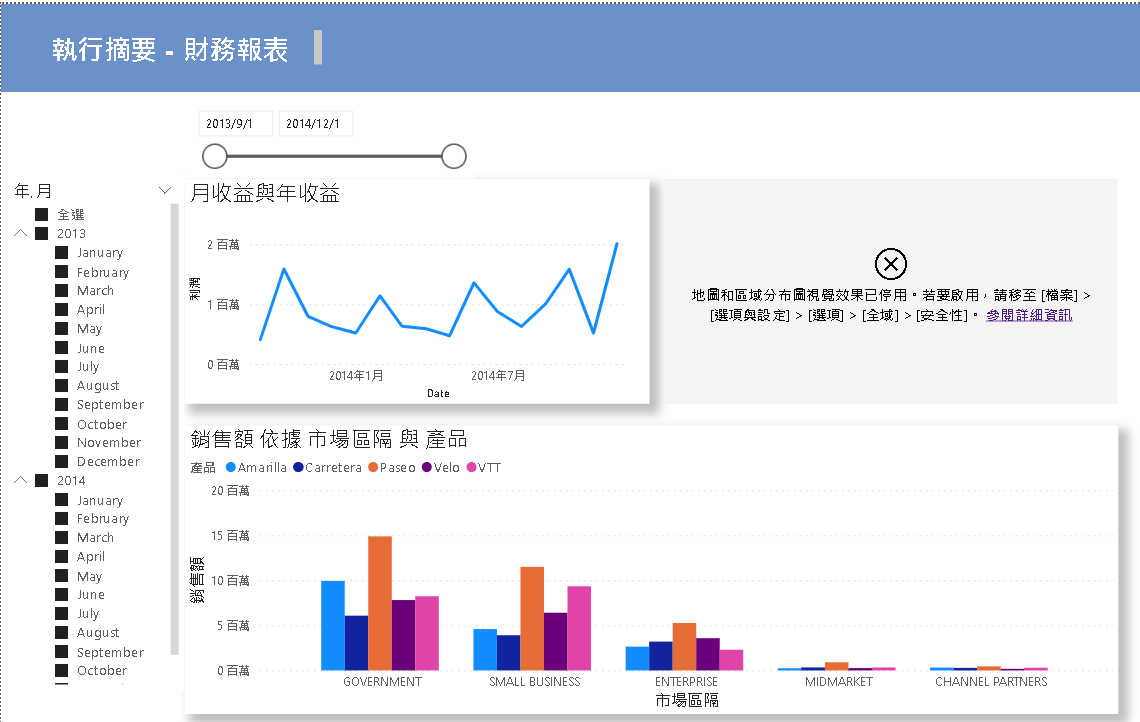 執行摘要 - 財務報表
2013/9/1 2014/12/1
年, 月
全選
2013
January
February
March
April
May
June
July
August
September
October
November
December
2014
January
February
March
April
May
June
July
August
September
October
月收益與年收益
2 百萬
1 百萬
0 百萬
利潤
2014年1月 2014年7月
Date
地圖和區域分布圖視覺效果已停用。若要啟用，請移至 [檔案] >
[選項與設定] > [選項] > [全域] > [安全性]。 參閱詳細資訊
銷售額 依據 市場區隔 與 產品
產品 Amarilla Carretera Paseo Velo VTT
20 百萬
15 百萬
10 百萬
5 百萬
0 百萬
銷售額
GOVERNMENT SMALL BUSINESS ENTERPRISE MIDMARKET CHANNEL PARTNERS
市場區隔